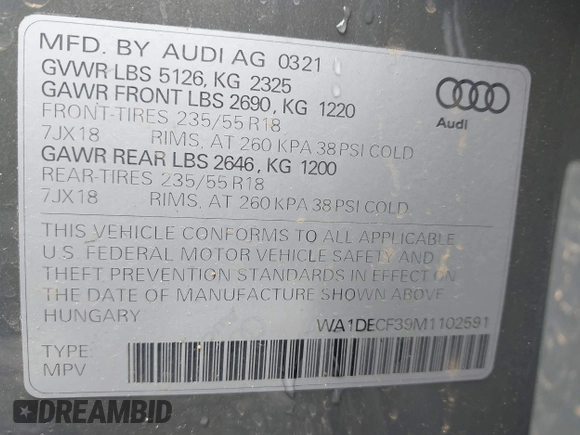 MFD. BY AUDI AG 0321
GVWR LBS 5126, KG 2325
GAWR FRONT LBS 2690, KG 1220
FRONT-TIRES 235/55 R18
7JX18 RIMS, AT 260 KPA 38 PSI COLD
GAWR REAR LBS 2646, KG 1200
REAR-TIRES 235/55 R18
7JX18 RIMS, AT 260 KPA 38 PSI COLD
Audi
THIS VEHICLE CONFORMS TO ALL APPLICABLE
U.S. FEDERAL MOTOR VEHICLE SAFETY AND
THEFT PREVENTION STANDARDS IN EFFECT ON
THE DATE OF MANUFACTURE SHOWN ABOVE
HUNGARY
WA1DECF39M1102591
TYPE:
MPV
DREAMBID